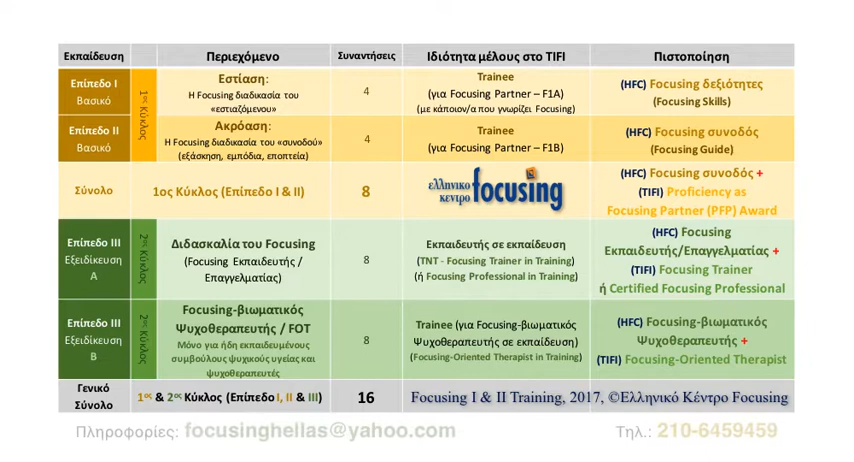 Εκπαίδευση Περιεχόμενο Συναντήσεις Ιδιότητα μέλους στο TIFI Πιστοποίηση
Επίπεδο I
Βασικό
1ος Κύκλος
Εστίαση:
Η Focusing διαδικασία του
«εστιαζόμενου»
4
Trainee
(για Focusing Partner – F1A)
(με κάποιον/α που γνωρίζει Focusing)
(HFC) Focusing δεξιότητες
(Focusing Skills)
Επίπεδο II
Βασικό
Ακρόαση:
Η Focusing διαδικασία του «συνοδού»
(εξάσκηση, εμπόδια, εποπτεία)
4
Trainee
(για Focusing Partner – F1B)
(HFC) Focusing συνοδός
(Focusing Guide)
Σύνολο
1ος Κύκλος (Επίπεδο I & II)
8
ελληνικο
κεντρο focusing
(HFC) Focusing συνοδός +
(TIFI) Proficiency as
Focusing Partner (PFP) Award
Επίπεδο III
Εξειδίκευση
A
2ος Κύκλος
Διδασκαλία του Focusing
(Focusing Εκπαιδευτής /
Επαγγελματίας)
8
Εκπαιδευτής σε εκπαίδευση
(TNT - Focusing Trainer in Training)
(ή Focusing Professional in Training)
(HFC) Focusing
Εκπαιδευτής/Επαγγελματίας +
(TIFI) Focusing Trainer
ή Certified Focusing Professional
Επίπεδο III
Εξειδίκευση
B
2ος Κύκλος
Focusing-βιωματικός
Ψυχοθεραπευτής / FOT
Μόνο για ήδη εκπαιδευμένους
συμβούλους ψυχικούς υγείας και
ψυχοθεραπευτές
8
Trainee (για Focusing-βιωματικός
Ψυχοθεραπευτής σε εκπαίδευση)
(Focusing-Oriented Therapist in Training)
(HFC) Focusing-βιωματικός
Ψυχοθεραπευτής +
(TIFI) Focusing-Oriented Therapist
Γενικό
Σύνολο
1ος & 2ος Κύκλος (Επίπεδο I, II & III)
16
Focusing I & II Training, 2017, ©Ελληνικό Κέντρο Focusing
Πληροφορίες: focusinghellas@yahoo.com Τηλ.: 210-6459459